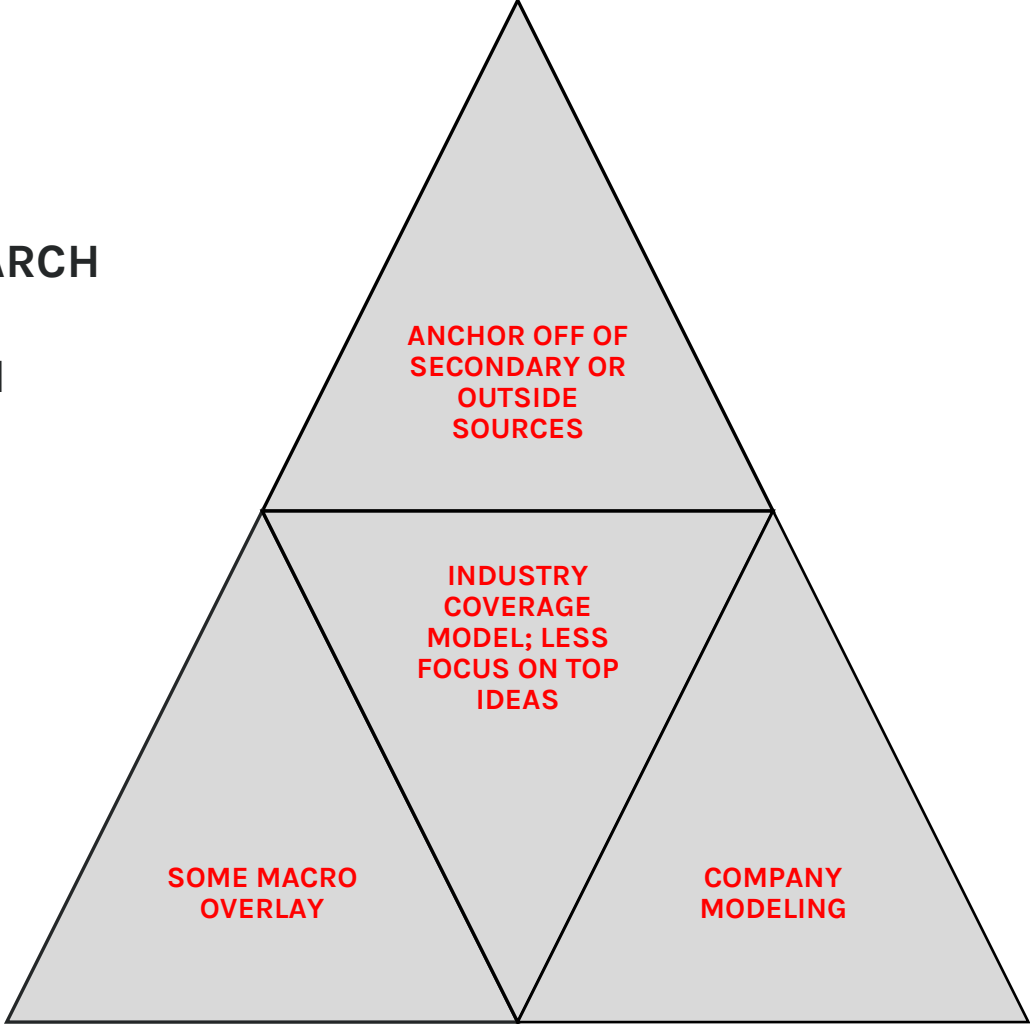 ARCH
ANCHOR OFF OF
SECONDARY OR
OUTSIDE
SOURCES
INDUSTRY
COVERAGE
MODEL; LESS
FOCUS ON TOP
IDEAS
SOME MACRO
OVERLAY
COMPANY
MODELING